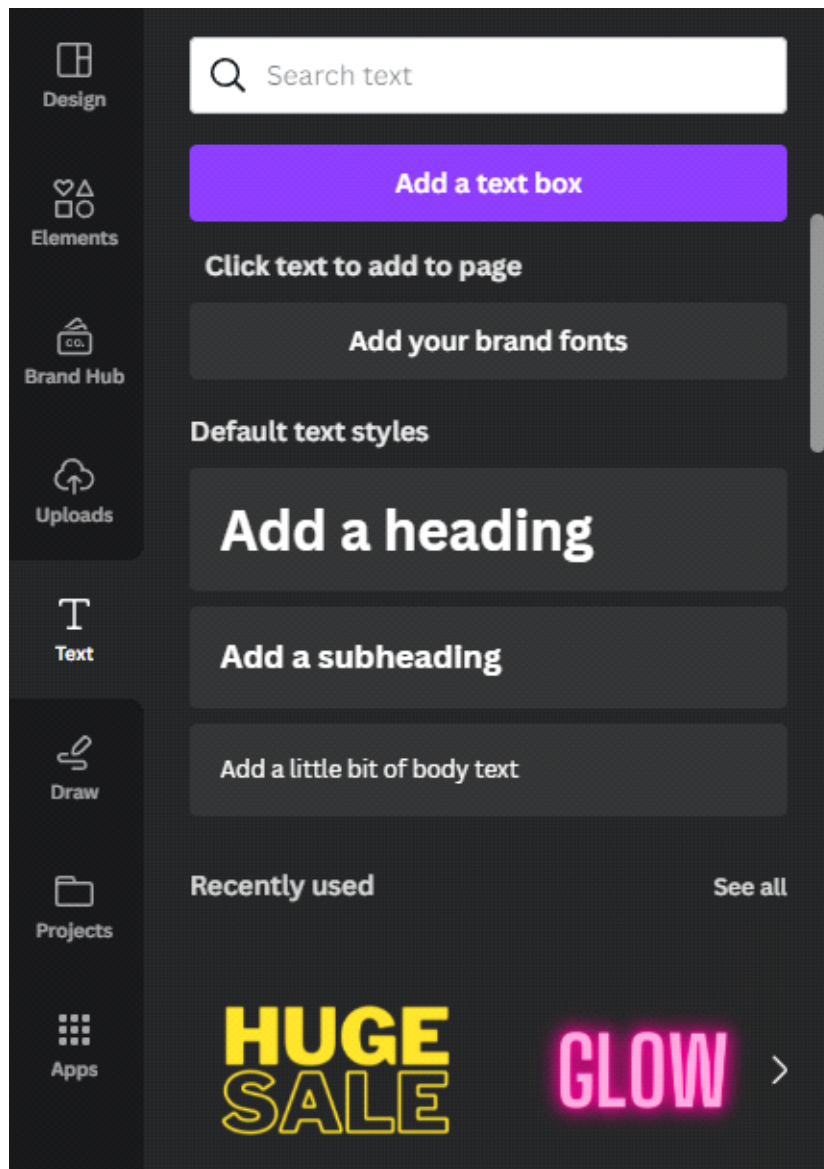 Design
Elements
CO.
Brand Hub
Uploads
T
Text
Draw
Projects
Apps
Search text
Add a text box
Click text to add to page
Add your brand fonts
Default text styles
Add a heading
Add a subheading
Add a little bit of body text
Recently used
See all
HUGE
SALE
GLOW